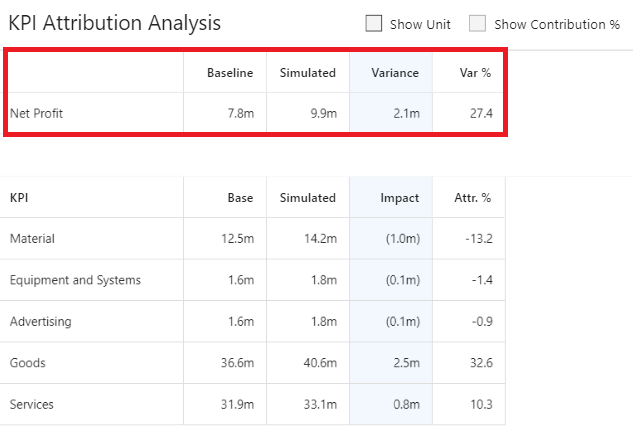 KPI Attribution Analysis Show Unit Show Contribution %
Baseline Simulated Variance Var %
Net Profit 7.8m 9.9m 2.1m 27.4
KPI Base Simulated Impact Attr. %
Material 12.5m 14.2m (1.0m) -13.2
Equipment and Systems 1.6m 1.8m (0.1m) -1.4
Advertising 1.6m 1.8m (0.1m) -0.9
Goods 36.6m 40.6m 2.5m 32.6
Services 31.9m 33.1m 0.8m 10.3